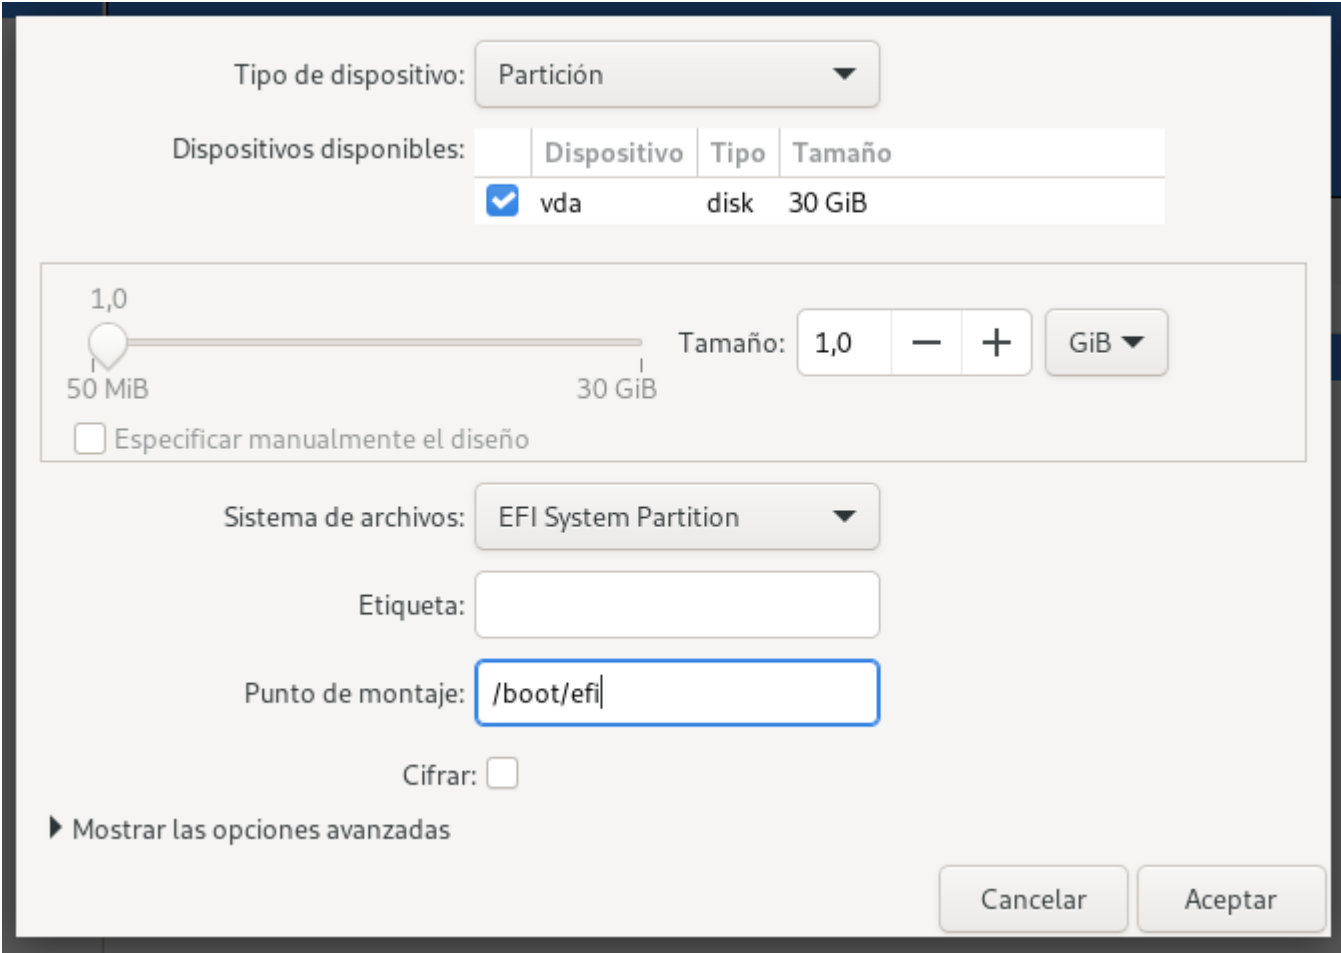 Tipo de dispositivo: Partición
Dispositivos disponibles:
Dispositivo Tipo Tamaño
vda disk 30 GiB
1,0
Tamaño: 1,0 GiB
50 MiB 30 GiB
Especificar manualmente el diseño
Sistema de archivos: EFI System Partition
Etiqueta:
Punto de montaje: /boot/efi
Cifrar:
Mostrar las opciones avanzadas
Cancelar Aceptar